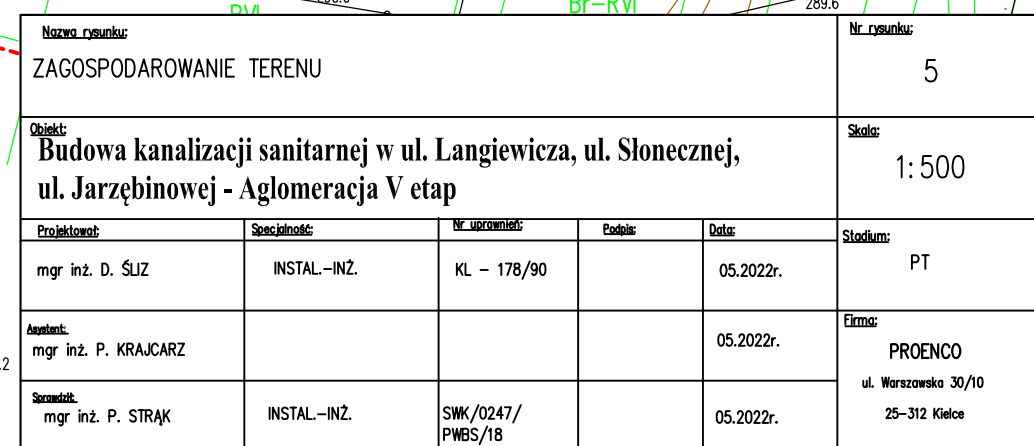 RVI
Br-RVI
289.6
Nazwa rysunku:
ZAGOSPODAROWANIE TERENU
Nr rysunku:
5
Obiekt:
Budowa kanalizacji sanitarnej w ul. Langiewicza, ul. Słonecznej,
ul. Jarzębinowej - Aglomeracja V etap
Skala:
1:500
Projektował:
Specjalność:
Nr uprawnień:
Podpis:
Data:
Stadium:
PT
mgr inż. D. ŚLIZ
INSTAL.-INŻ.
KL - 178/90
05.2022r.
Asystent:
mgr inż. P. KRAJCARZ
05.2022r.
Firma:
PROENCO
ul. Warszawska 30/10
25-312 Kielce
Sprawdził:
mgr inż. P. STRĄK
INSTAL.-INŻ.
SWK/0247/
PWBS/18
05.2022r.